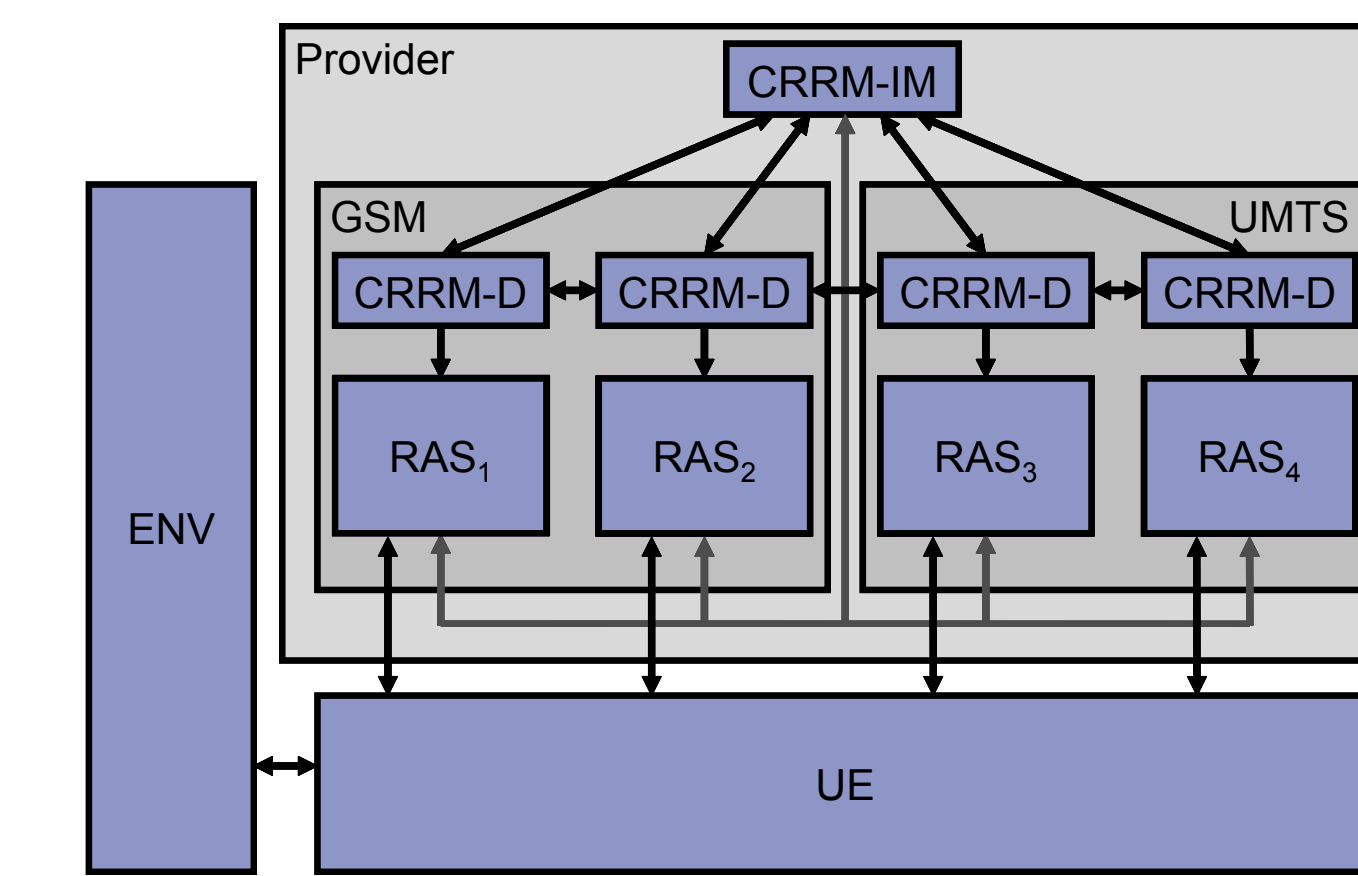 Provider
CRRM-IM
GSM
UMTS
CRRM-D
CRRM-D
CRRM-D
CRRM-D
RAS₁
RAS₂
RAS₃
RAS₄
ENV
UE